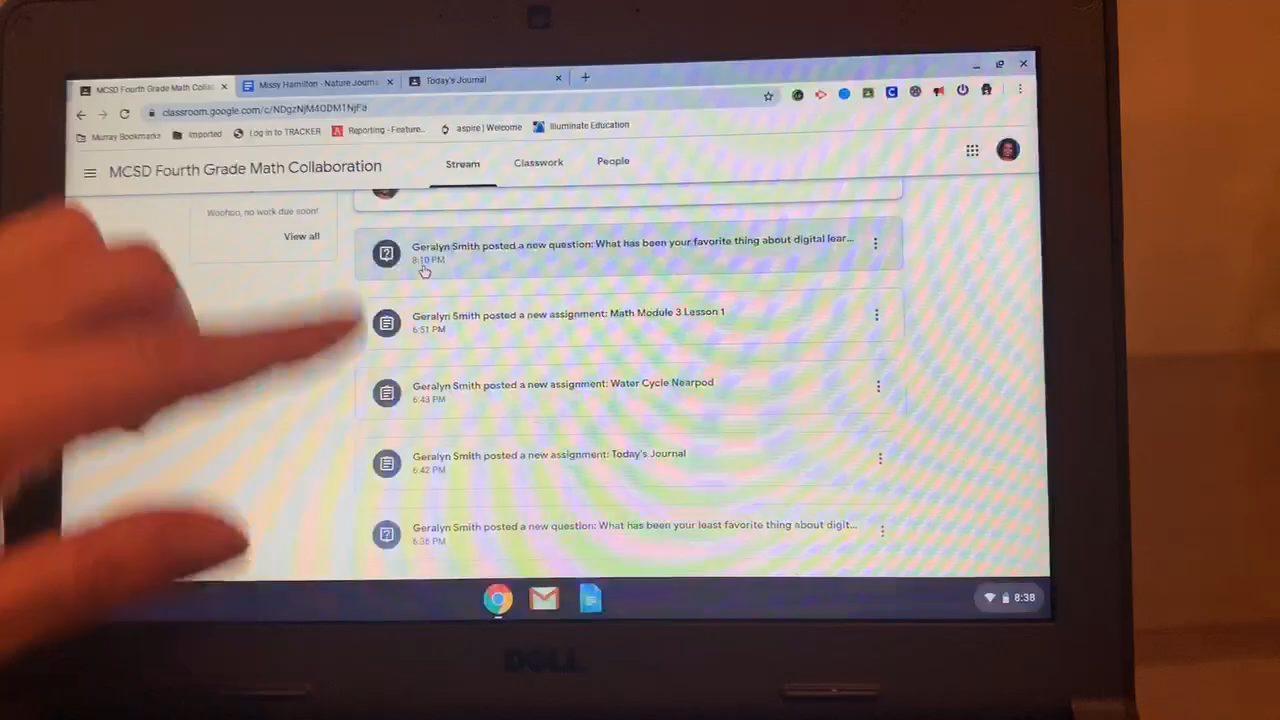 MCSD Fourth Grade Math Collab
Missy Hamilton - Nature Journa
Today's Journal
classroom.google.com/c/NDgzNjM4ODM1NjFa
Murray Bookmarks
Imported
Log in to TRACKER
Reporting - Feature...
aspire | Welcome
Illuminate Education
MCSD Fourth Grade Math Collaboration
Stream
Classwork
People
Woohoo, no work due soon!
View all
Geralyn Smith posted a new question: What has been your favorite thing about digital lear...
8:10 PM
Geralyn Smith posted a new assignment: Math Module 3 Lesson 1
6:51 PM
Geralyn Smith posted a new assignment: Water Cycle Nearpod
6:43 PM
Geralyn Smith posted a new assignment: Today's Journal
6:42 PM
Geralyn Smith posted a new question: What has been your least favorite thing about digit...
6:36 PM
8:38
DELL